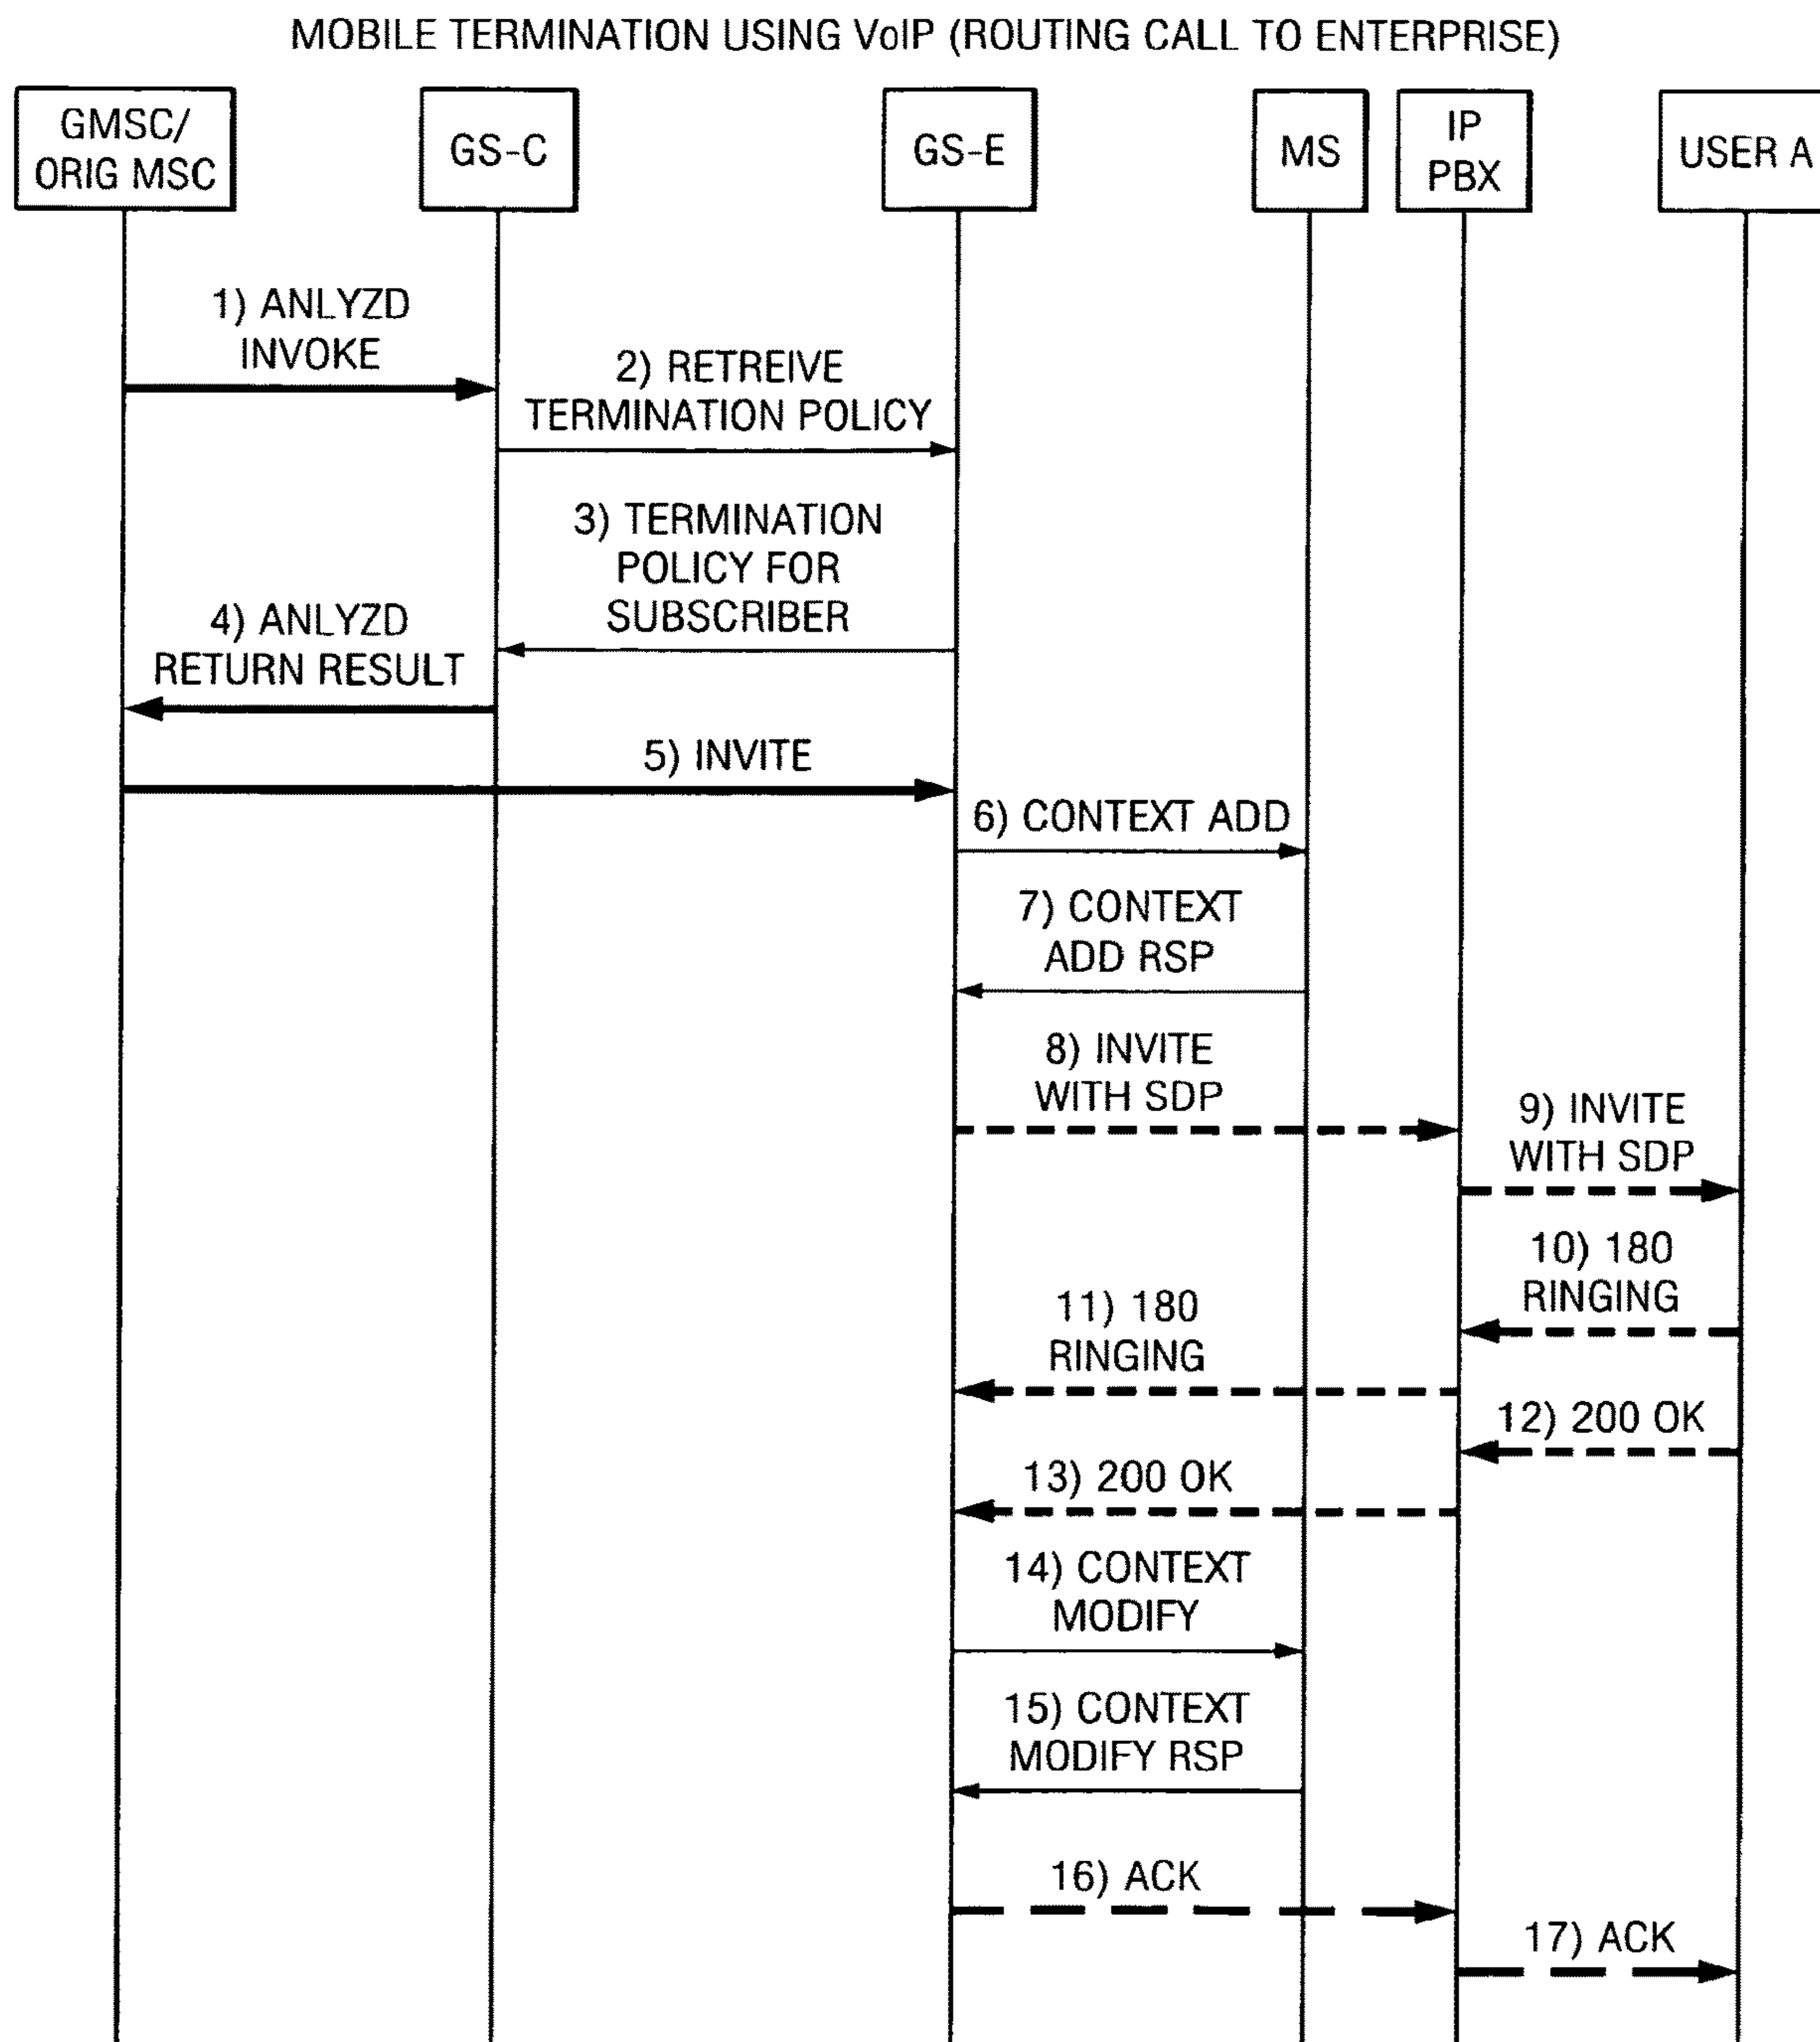 MOBILE TERMINATION USING VoIP (ROUTING CALL TO ENTERPRISE)
GMSC/
ORIG MSC
GS-C
GS-E
MS
IP
PBX
USER A
1) ANLYZD
INVOKE
2) RETREIVE
TERMINATION POLICY
3) TERMINATION
POLICY FOR
SUBSCRIBER
4) ANLYZD
RETURN RESULT
5) INVITE
6) CONTEXT ADD
7) CONTEXT
ADD RSP
8) INVITE
WITH SDP
9) INVITE
WITH SDP
10) 180
RINGING
11) 180
RINGING
12) 200 OK
13) 200 OK
14) CONTEXT
MODIFY
15) CONTEXT
MODIFY RSP
16) ACK
17) ACK